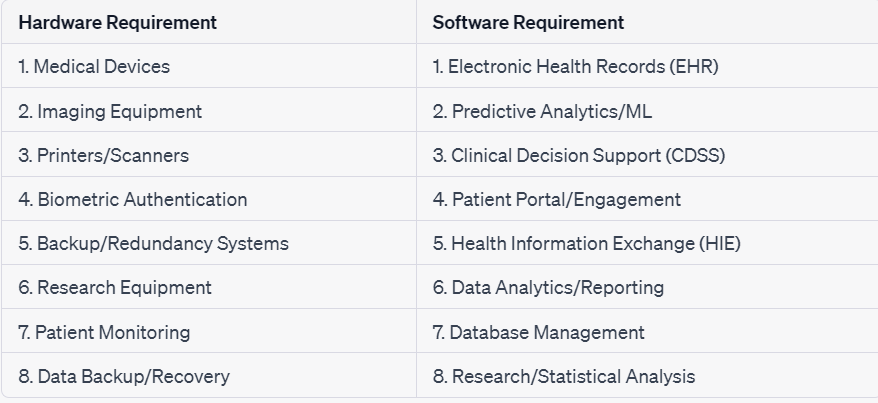 Hardware Requirement Software Requirement
1. Medical Devices 1. Electronic Health Records (EHR)
2. Imaging Equipment 2. Predictive Analytics/ML
3. Printers/Scanners 3. Clinical Decision Support (CDSS)
4. Biometric Authentication 4. Patient Portal/Engagement
5. Backup/Redundancy Systems 5. Health Information Exchange (HIE)
6. Research Equipment 6. Data Analytics/Reporting
7. Patient Monitoring 7. Database Management
8. Data Backup/Recovery 8. Research/Statistical Analysis